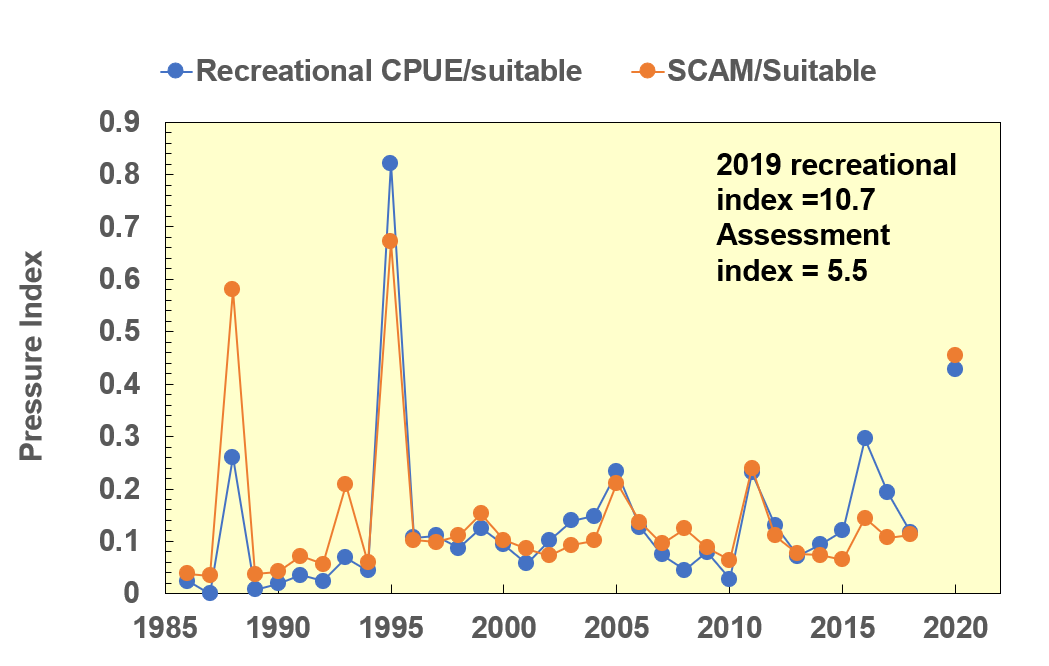 Recreational CPUE/suitable SCAM/Suitable
0.9
0.8
0.7
0.6
0.5
0.4
0.3
0.2
0.1
0
Pressure Index
2019 recreational
index =10.7
Assessment
index = 5.5
1985 1990 1995 2000 2005 2010 2015 2020